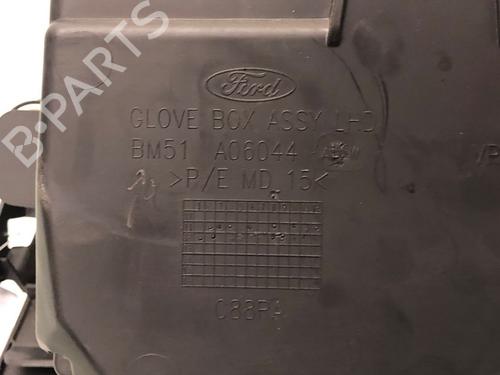 B-PARTS
Ford
GLOVE BOX ASSY LHD
BM51 A06044
>P/E MD 15<
C88PA